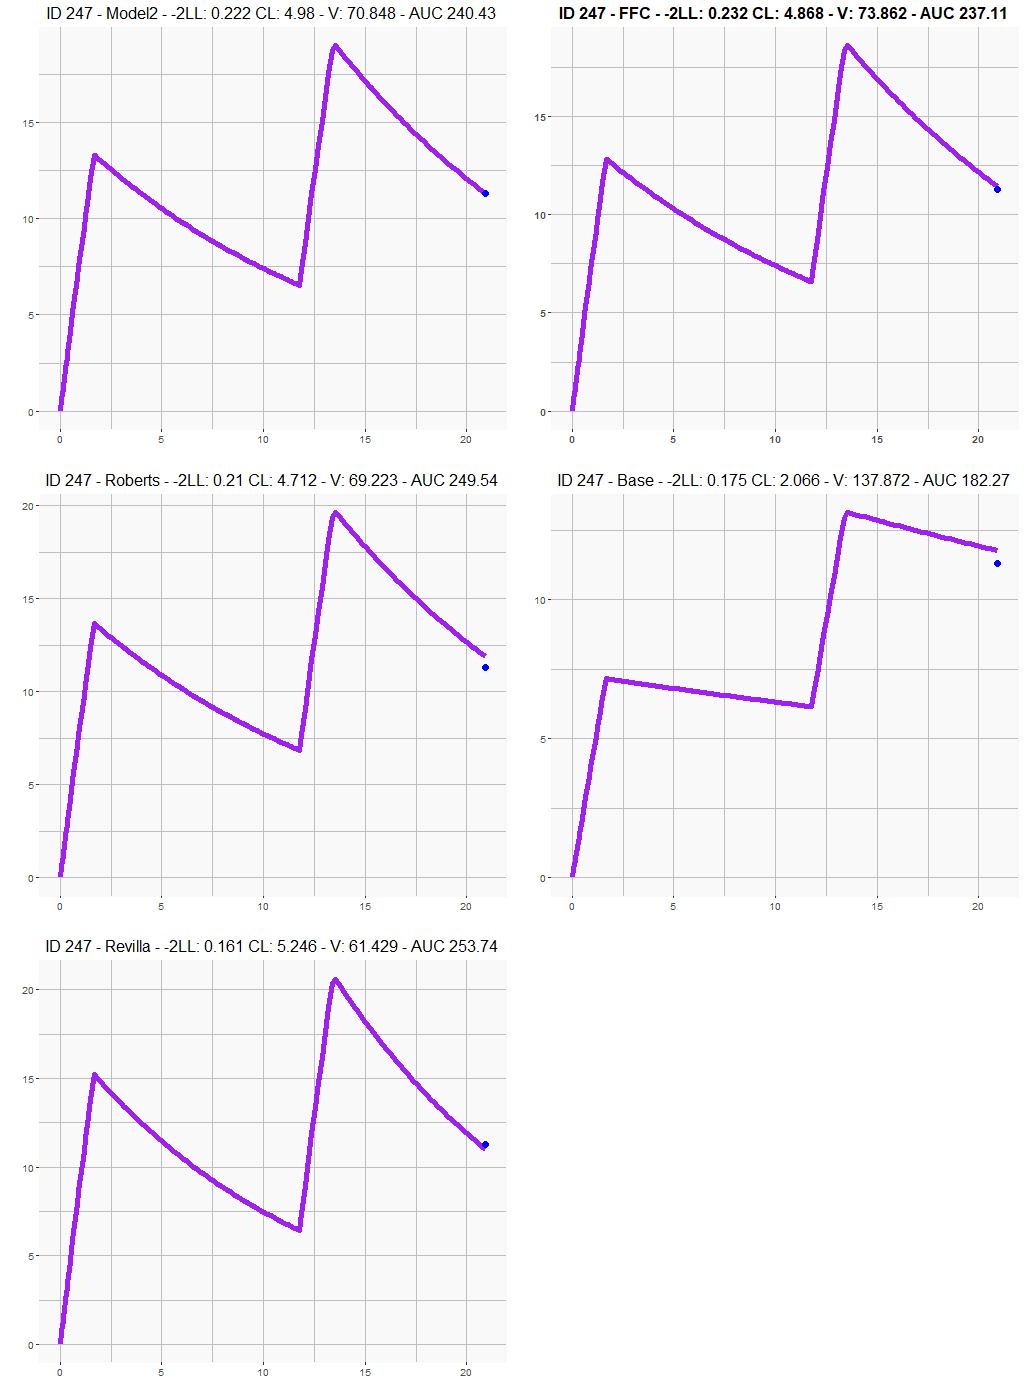 ID 247 - Model2 - -2LL: 0.222 CL: 4.98 - V: 70.848 - AUC 240.43
15
10
5
0
0 5 10 15 20
ID 247 - FFC - -2LL: 0.232 CL: 4.868 - V: 73.862 - AUC 237.11
15
10
5
0
0 5 10 15 20
ID 247 - Roberts - -2LL: 0.21 CL: 4.712 - V: 69.223 - AUC 249.54
20
15
10
5
0
0 5 10 15 20
ID 247 - Base - -2LL: 0.175 CL: 2.066 - V: 137.872 - AUC 182.27
10
5
0
0 5 10 15 20
ID 247 - Revilla - -2LL: 0.161 CL: 5.246 - V: 61.429 - AUC 253.74
20
15
10
5
0
0 5 10 15 20